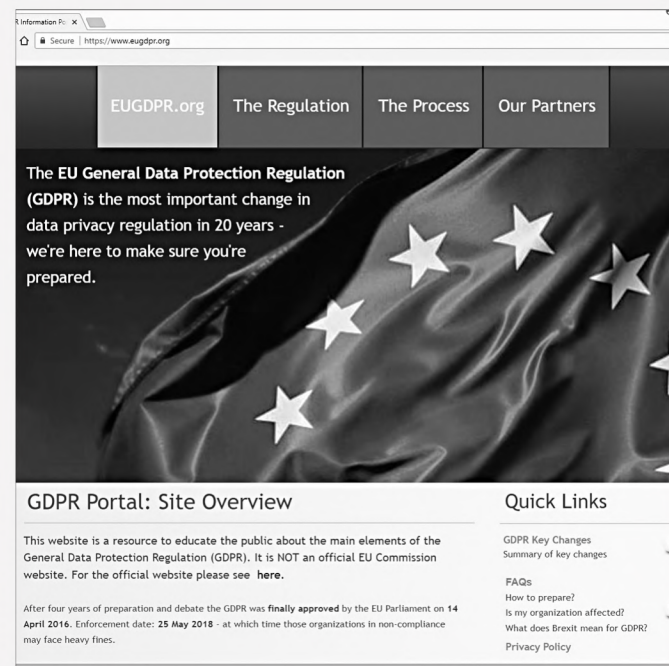 R Information Po
Secure | https://www.eugdpr.org
EUGDPR.org The Regulation The Process Our Partners
The EU General Data Protection Regulation
(GDPR) is the most important change in
data privacy regulation in 20 years -
we're here to make sure you're
prepared.
GDPR Portal: Site Overview
This website is a resource to educate the public about the main elements of the
General Data Protection Regulation (GDPR). It is NOT an official EU Commission
website. For the official website please see here.
After four years of preparation and debate the GDPR was finally approved by the EU Parliament on 14
April 2016. Enforcement date: 25 May 2018 - at which time those organizations in non-compliance
may face heavy fines.
Quick Links
GDPR Key Changes
Summary of key changes
FAQs
How to prepare?
Is my organization affected?
What does Brexit mean for GDPR?
Privacy Policy